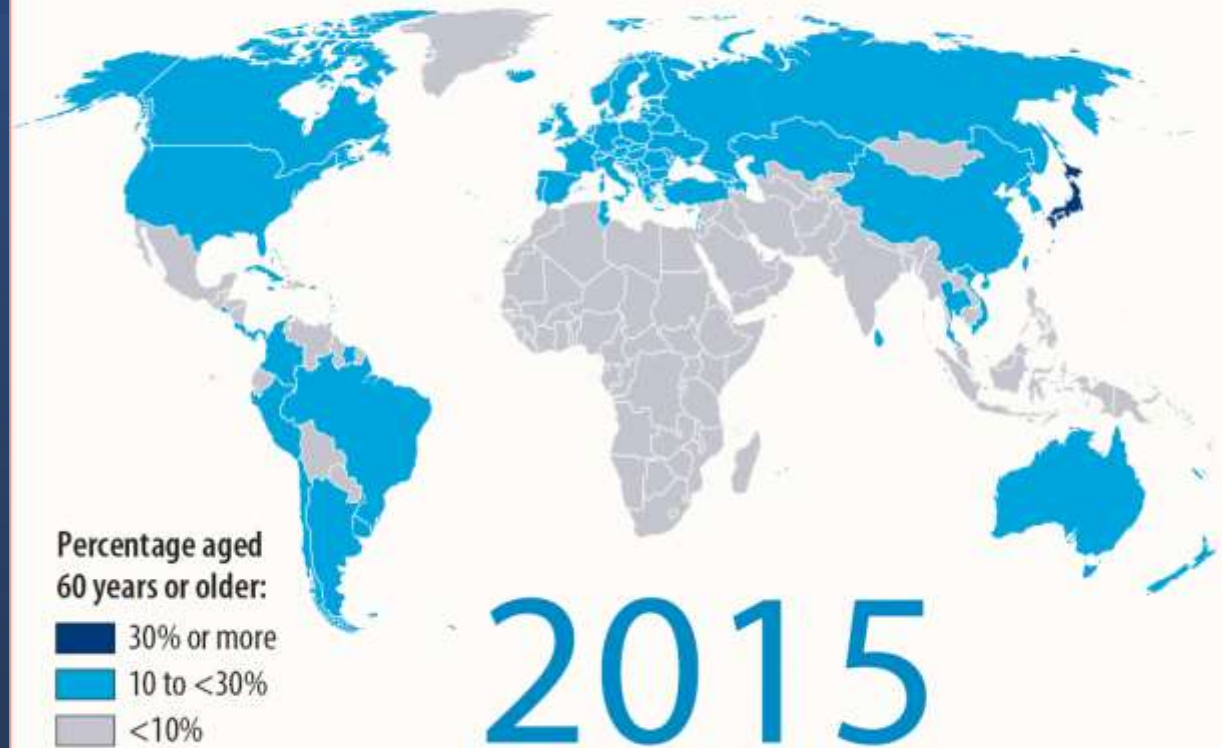 Percentage aged
60 years or older:
30% or more
10 to <30%
<10%
2015